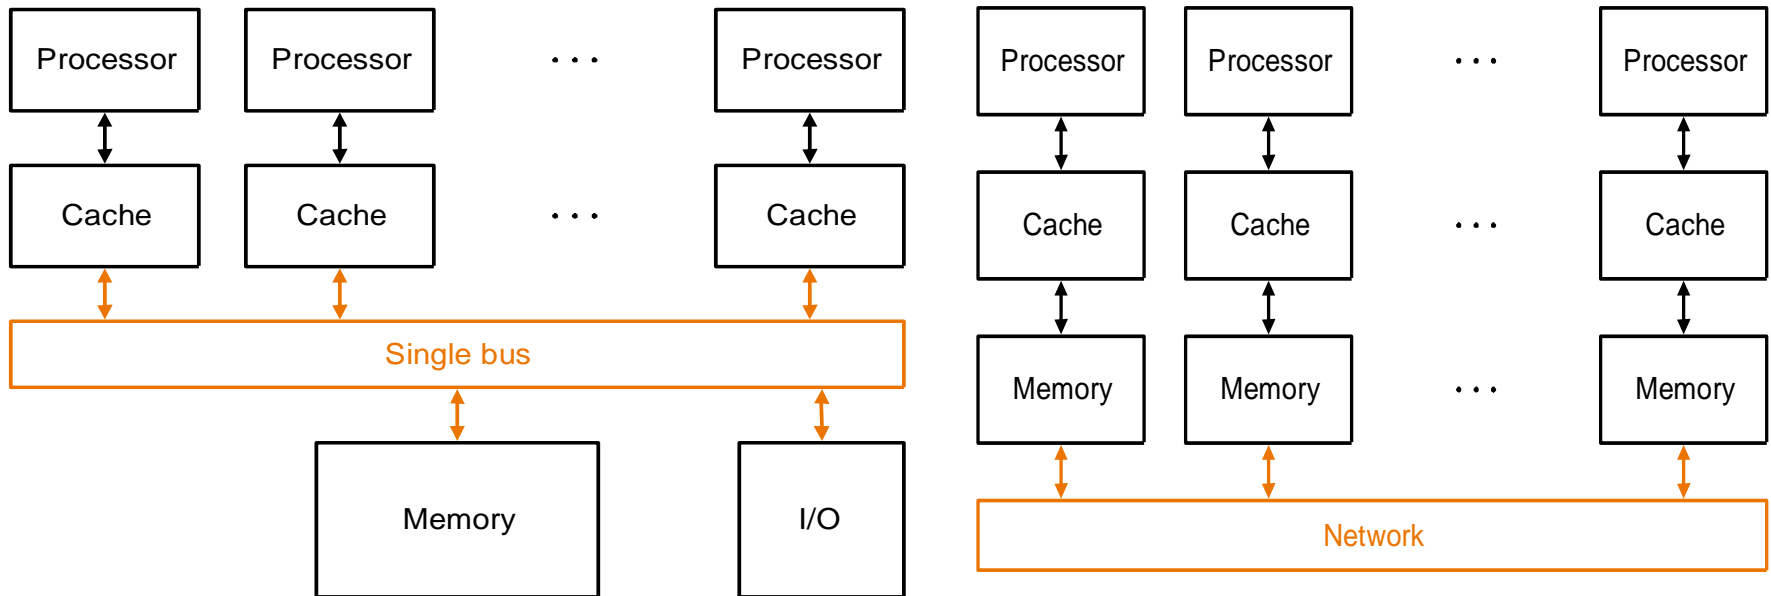 Processor Processor ... Processor
Cache Cache ... Cache
Single bus
Memory I/O
Processor Processor ... Processor
Cache Cache ... Cache
Memory Memory ... Memory
Network